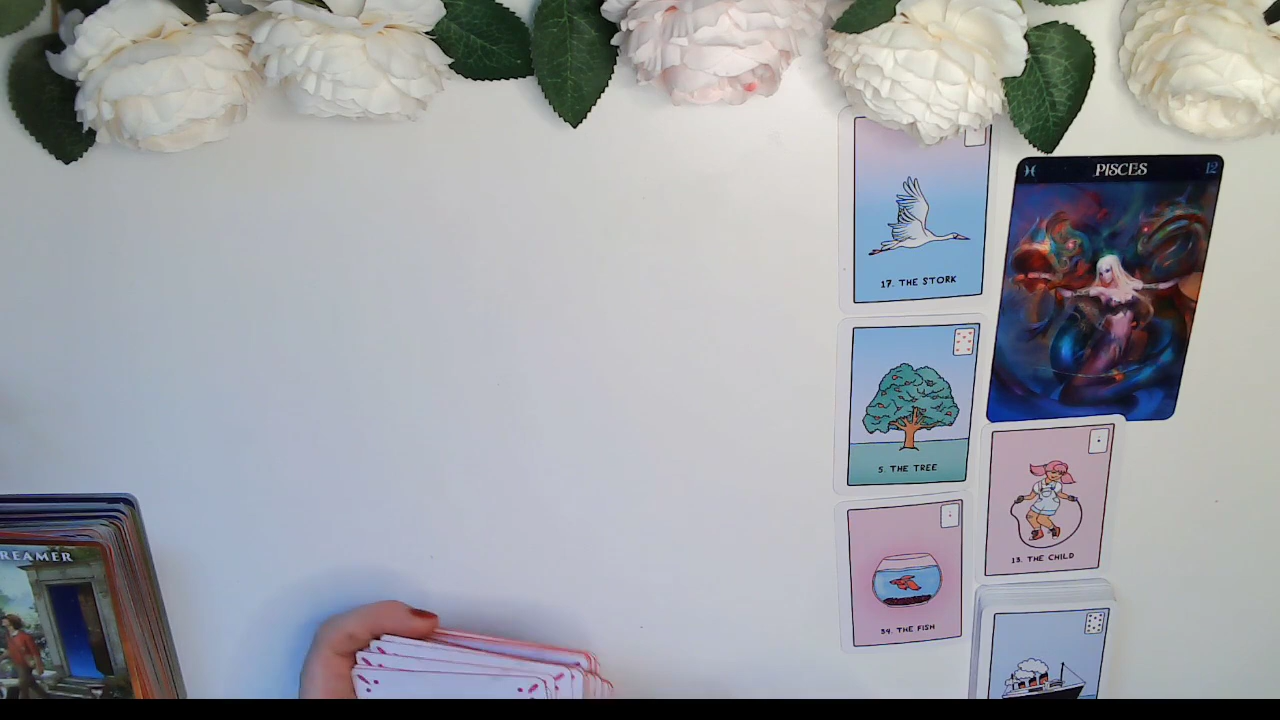 17. THE STORK
PISCES 12
5. THE TREE
13. THE CHILD
34. THE FISH
REAMER